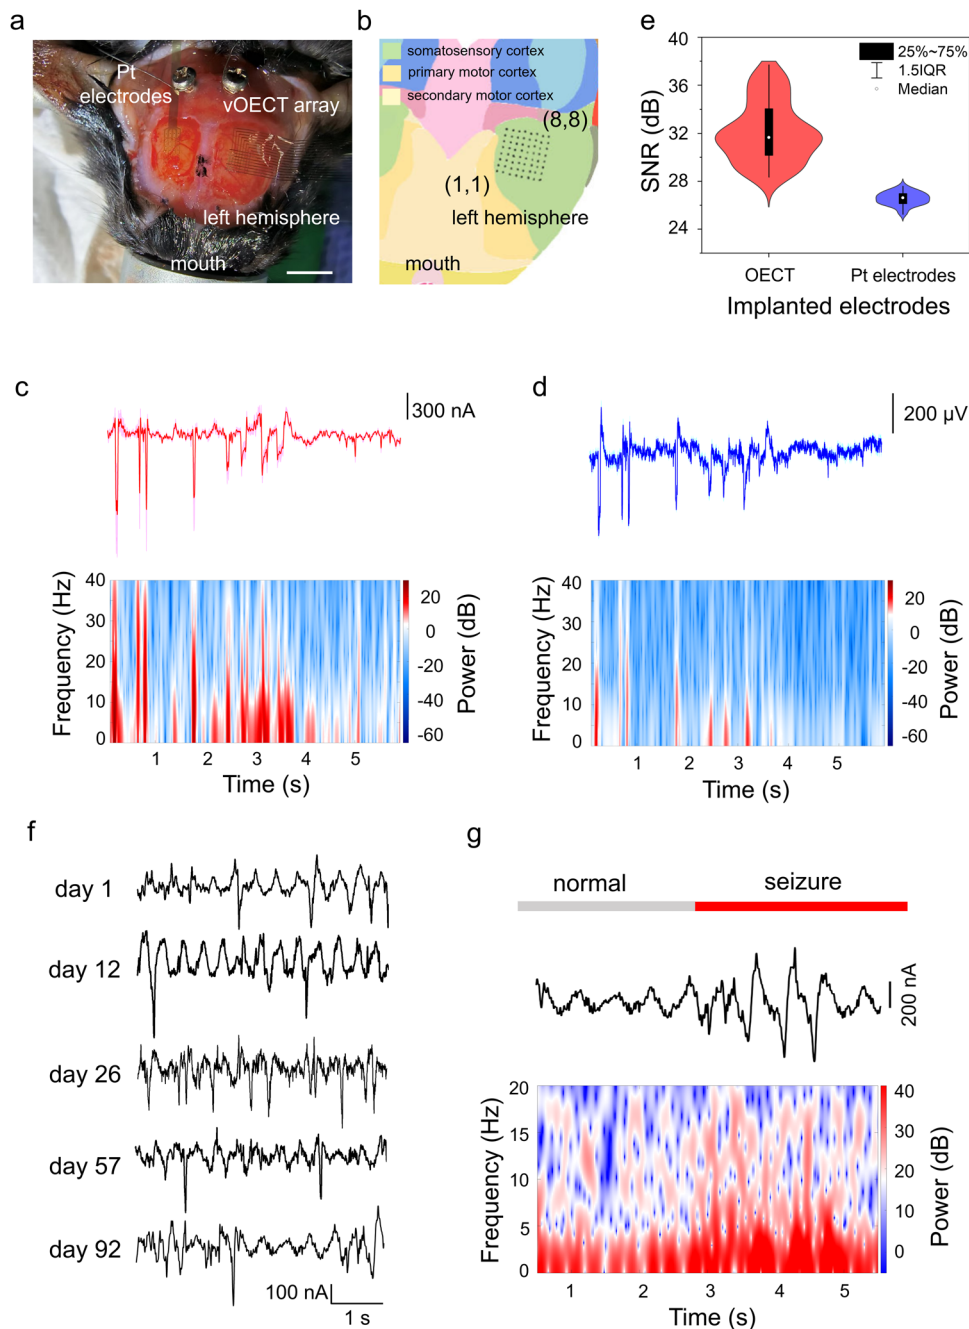 a
Pt
electrodes
vOECT array
left hemisphere
mouth
b
somatosensory cortex
primary motor cortex
secondary motor cortex
(8,8)
(1,1)
left hemisphere
mouth
e
40
36
32
28
24
SNR (dB)
25%~75%
1.5IQR
Median
OECT
Pt electrodes
Implanted electrodes
c
300 nA
40
30
20
10
0
Frequency (Hz)
1 2 3 4 5
Time (s)
20
0
-20
-40
-60
Power (dB)
d
200 µV
40
30
20
10
0
Frequency (Hz)
1 2 3 4 5
Time (s)
20
0
-20
-40
-60
Power (dB)
f
day 1
day 12
day 26
day 57
day 92
100 nA
1 s
g
normal
seizure
200 nA
20
15
10
5
0
Frequency (Hz)
1 2 3 4 5
Time (s)
40
30
20
10
0
Power (dB)